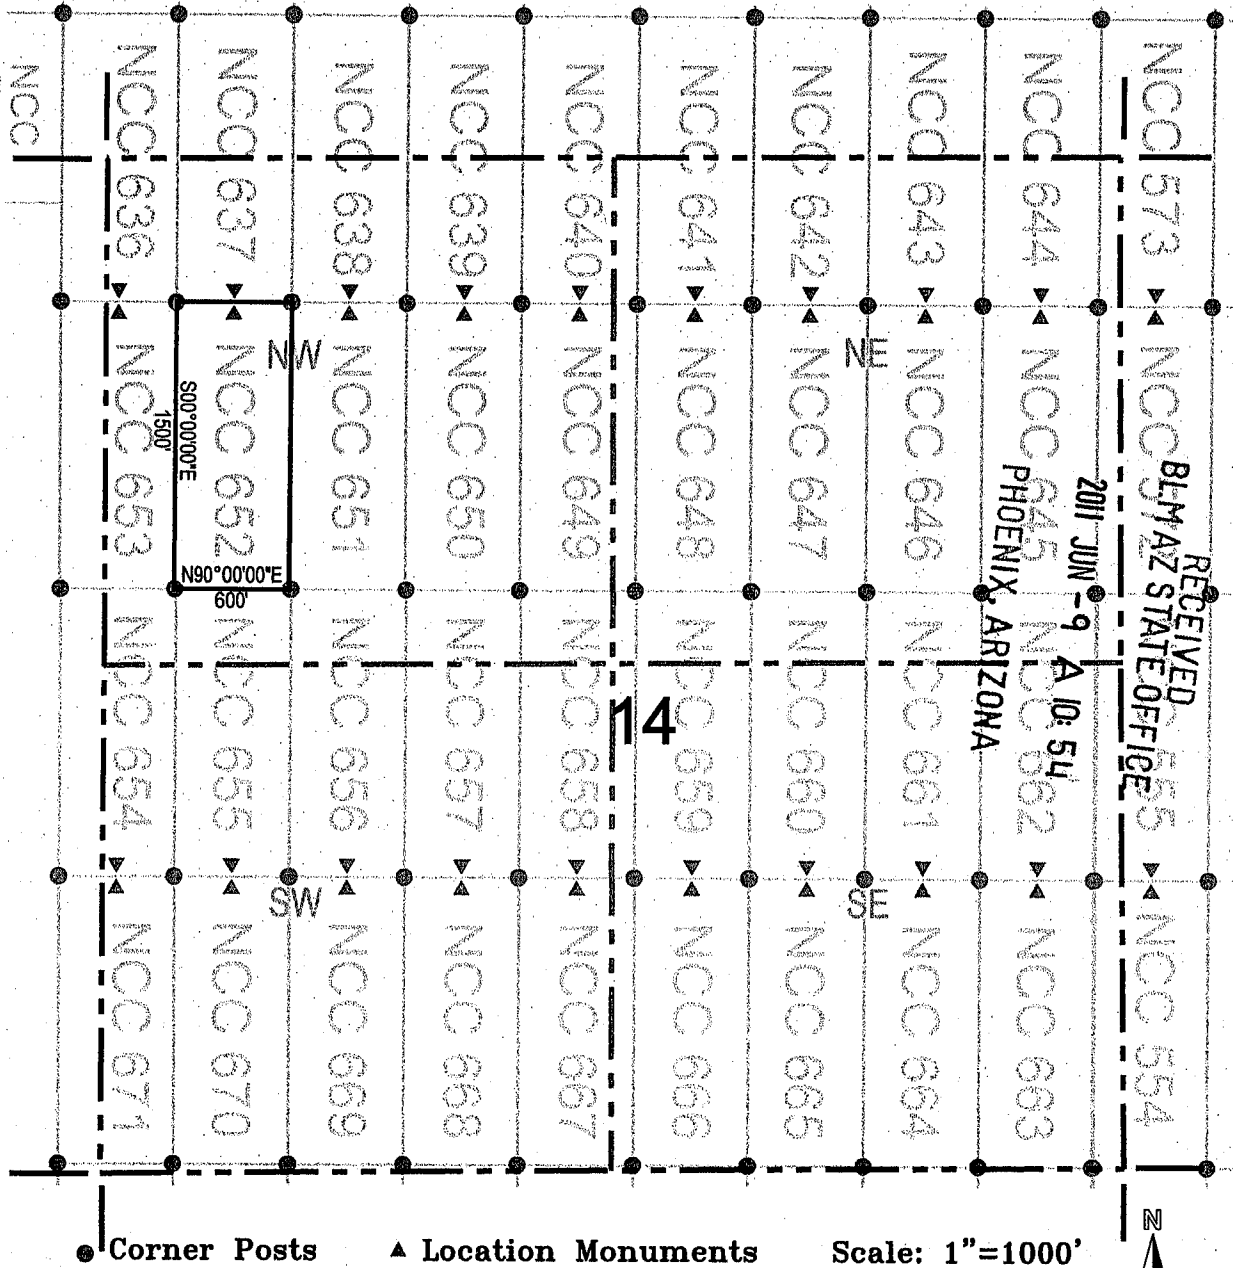 NCC
NCC 636
NCC 637
NCC 638
NCC 639
NCC 640
NCC 641
NCC 642
NCC 643
NCC 644
NCC 573
NW
NE
NCC 653
NCC 652
NCC 651
NCC 650
NCC 649
NCC 648
NCC 647
NCC 646
NCC 645
NCC
S00°00'00"E
1500'
N90°00'00"E
600'
RECEIVED
BLM AZ STATE OFFICE
2011 JUN -9 A 10:54
PHOENIX, ARIZONA
14
NCC 654
NCC 655
NCC 656
NCC 657
NCC 658
NCC 659
NCC 660
NCC 661
NCC 662
555
SW
SE
NCC 671
NCC 670
NCC 669
NCC 668
NCC 667
NCC 666
NCC 665
NCC 664
NCC 663
NCC 554
Corner Posts
Location Monuments
Scale: 1"=1000'
N